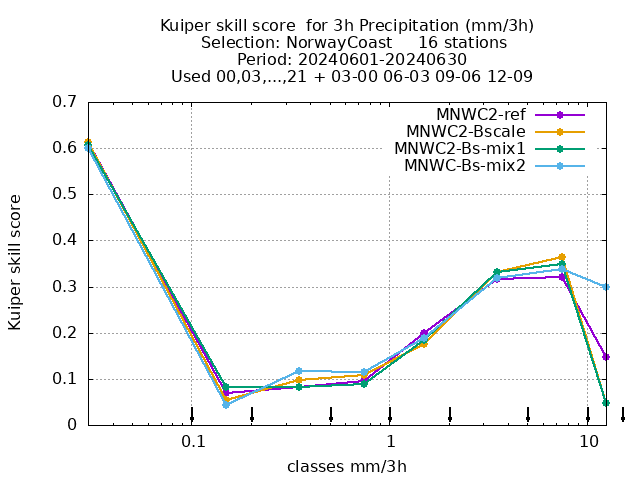 Kuiper skill score  for 3h Precipitation (mm/3h)
Selection: NorwayCoast     16 stations
Period: 20240601-20240630
Used 00,03,...,21 + 03-00 06-03 09-06 12-09
MNWC2-ref
MNWC2-Bscale
MNWC2-Bs-mix1
MNWC-Bs-mix2
Kuiper skill score
0.7
0.6
0.5
0.4
0.3
0.2
0.1
0
0.1 1 10
classes mm/3h